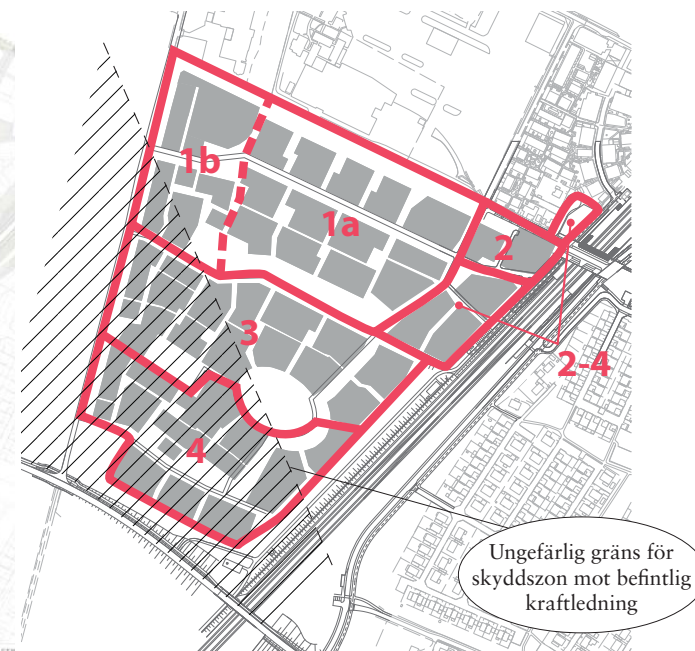 1b
1a
2
3
2-4
4
Ungefärlig gräns för
skyddszon mot befintlig
kraftledning